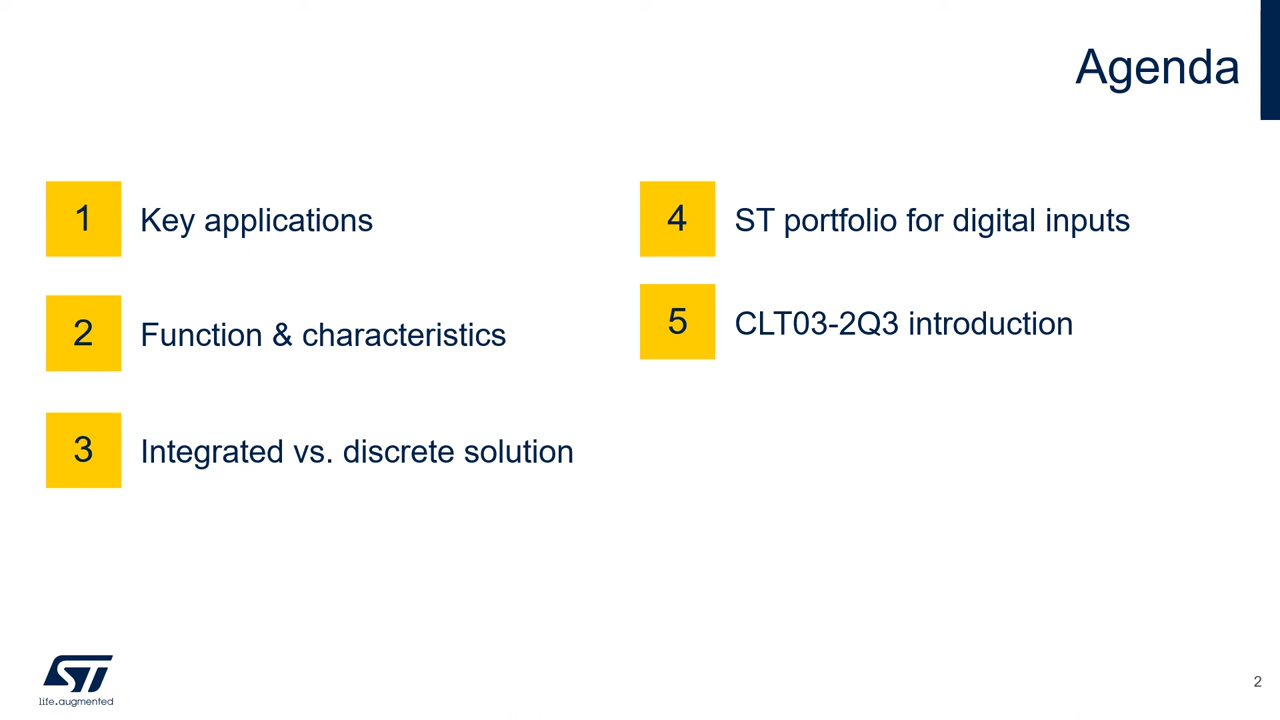 Agenda
1 Key applications
2 Function & characteristics
3 Integrated vs. discrete solution
4 ST portfolio for digital inputs
5 CLT03-2Q3 introduction
ST
life.augmented
2